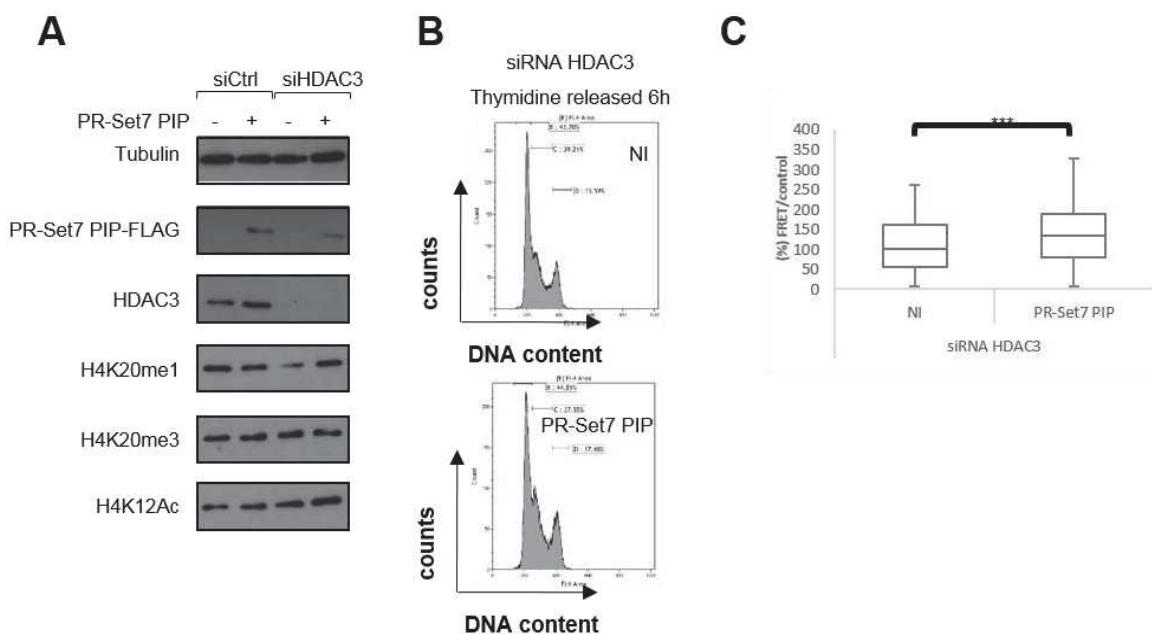 A
siCtrl siHDAC3
PR-Set7 PIP - + - +
Tubulin
PR-Set7 PIP-FLAG
HDAC3
H4K20me1
H4K20me3
H4K12Ac
B
siRNA HDAC3
Thymidine released 6h
NI
counts
DNA content
PR-Set7 PIP
counts
DNA content
C
***
400
350
300
250
200
150
100
50
0
(%) FRET/control
NI PR-Set7 PIP
siRNA HDAC3